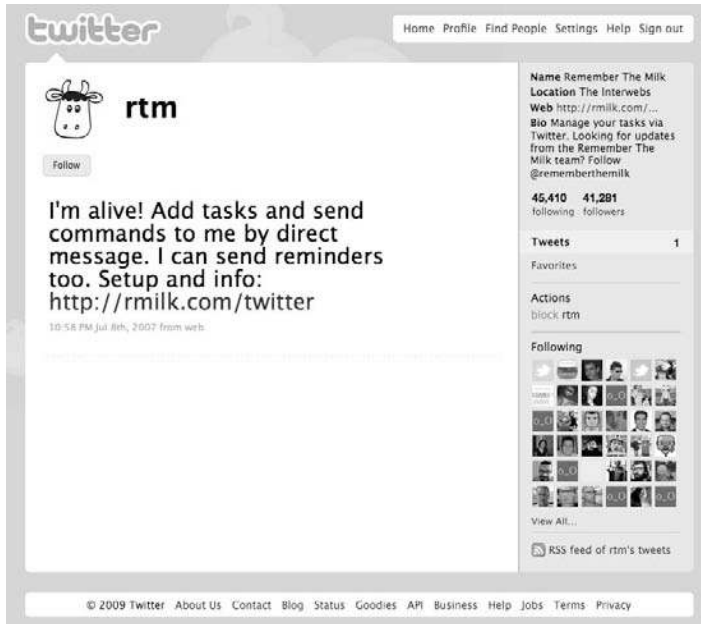 twitter
Home Profile Find People Settings Help Sign out
rtm
Follow
I'm alive! Add tasks and send
commands to me by direct
message. I can send reminders
too. Setup and info:
http://rmilk.com/twitter
10:58 PM Jul 8th, 2007 from web
Name Remember The Milk
Location The Interwebs
Web http://rmilk.com/...
Bio Manage your tasks via
Twitter. Looking for updates
from the Remember The
Milk team? Follow
@rememberthemilk
45,410 41,281
following followers
Tweets 1
Favorites
Actions
block rtm
Following
o_O
o_O
o_O
o_O
o_O
View All...
RSS feed of rtm's tweets
© 2009 Twitter About Us Contact Blog Status Goodies API Business Help Jobs Terms Privacy